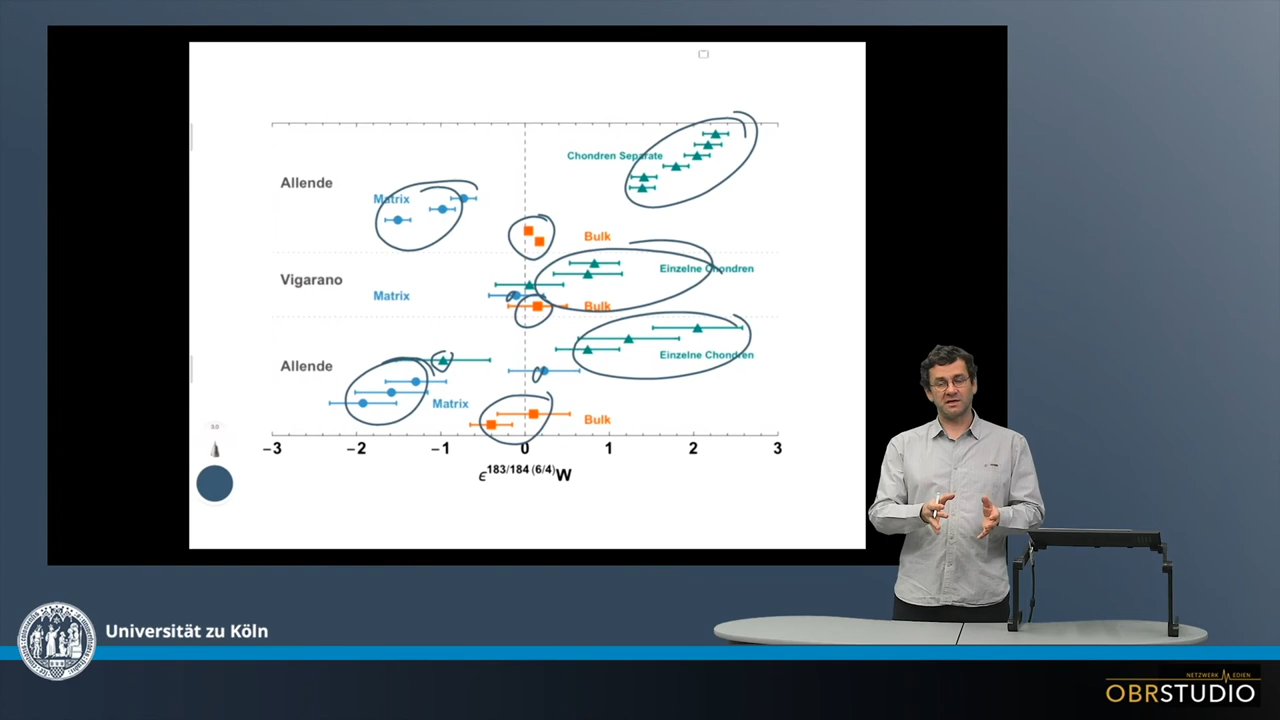 Chondren Separate
Allende
Matrix
Bulk
Einzelne Chondren
Vigarano
Matrix
Bulk
Einzelne Chondren
Allende
Matrix
Bulk
−3 −2 −1 0 1 2 3
ϵ183/184 (6/4)W
50
Universität zu Köln
NETZWERK MEDIEN
OBRSTUDIO